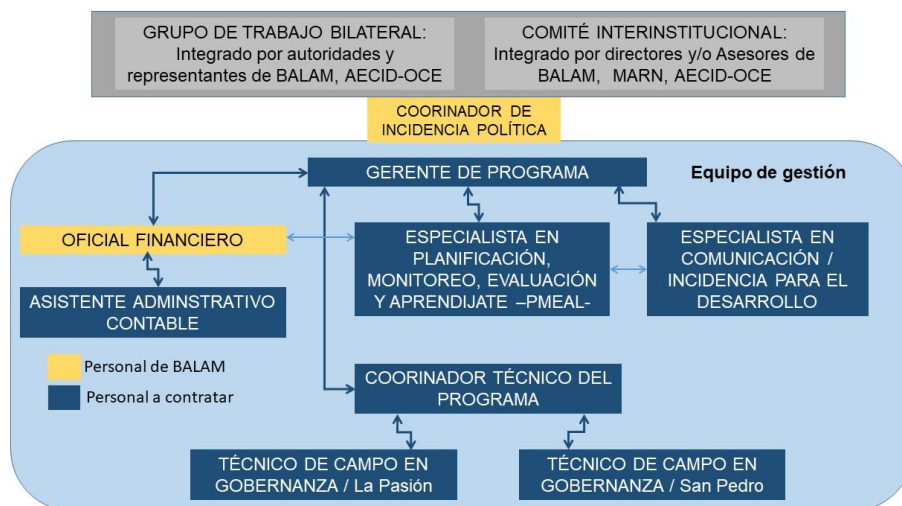 GRUPO DE TRABAJO BILATERAL:
Integrado por autoridades y
representantes de BALAM, AECID-OCE
COMITÉ INTERINSTITUCIONAL:
Integrado por directores y/o Asesores de
BALAM, MARN, AECID-OCE
COORINADOR DE
INCIDENCIA POLÍTICA
GERENTE DE PROGRAMA
Equipo de gestión
OFICIAL FINANCIERO
ESPECIALISTA EN
PLANIFICACIÓN,
MONITOREO, EVALUACIÓN
Y APRENDIJATE –PMEAL-
ESPECIALISTA EN
COMUNICACIÓN /
INCIDENCIA PARA EL
DESARROLLO
ASISTENTE ADMINSTRATIVO
CONTABLE
Personal de BALAM
Personal a contratar
COORINADOR TÉCNICO DEL
PROGRAMA
TÉCNICO DE CAMPO EN
GOBERNANZA / La Pasión
TÉCNICO DE CAMPO EN
GOBERNANZA / San Pedro